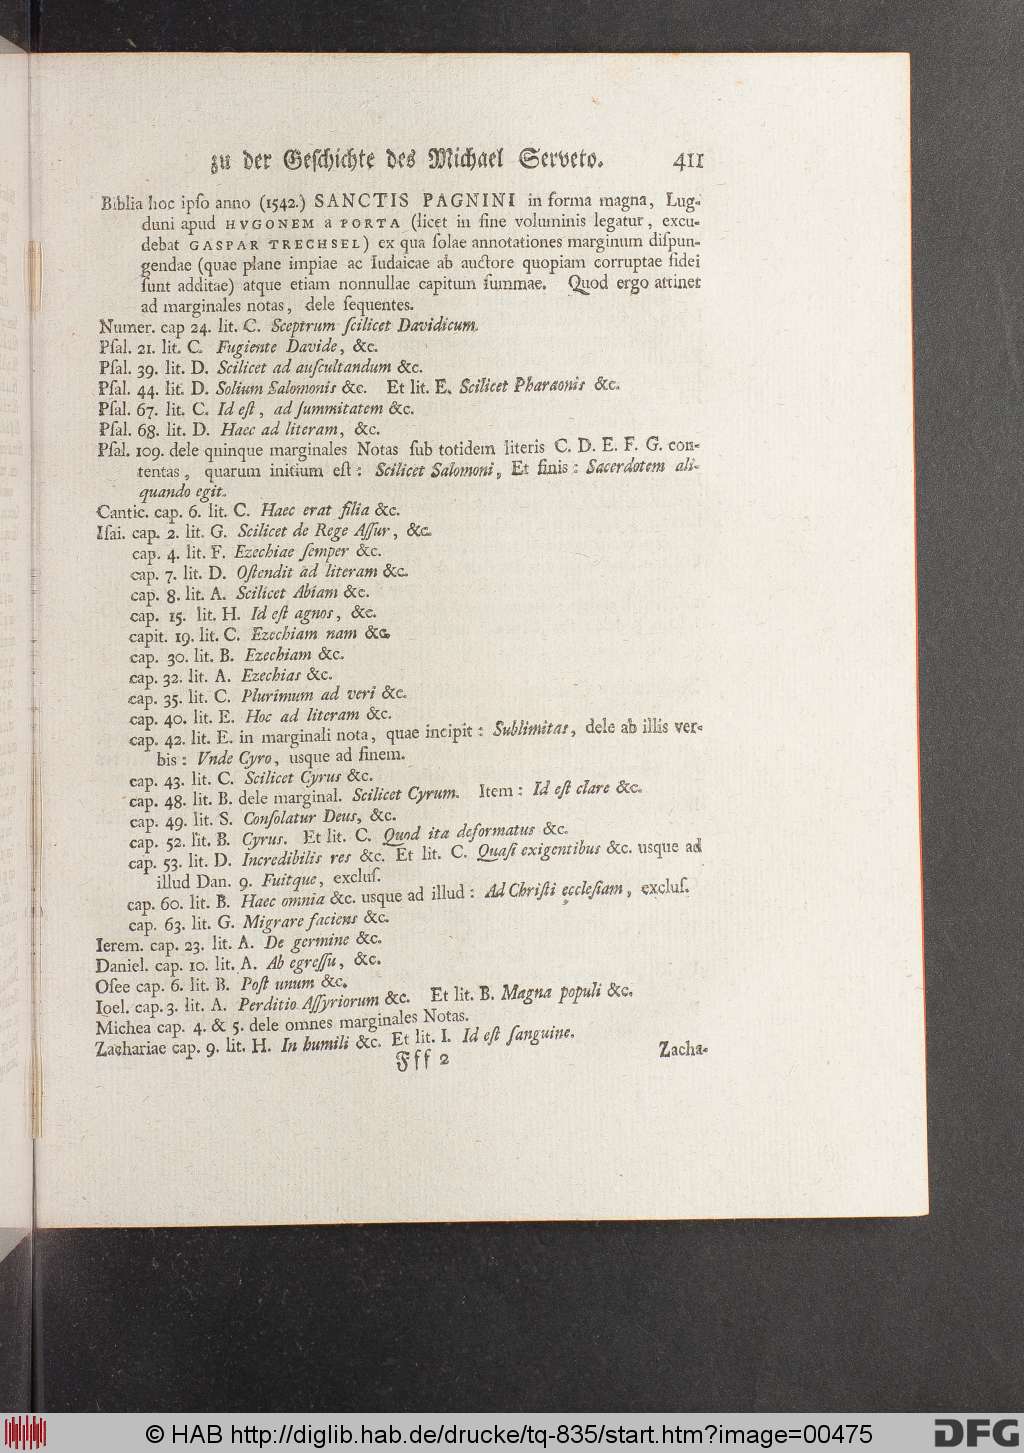 zu der Geſchichte des Michael Serveto. 411
Biblia hoc ipſo anno (1542.) SANCTIS PAGNINI in forma magna, Lug-
duni apud HVGONEM a PORTA (licet in fine voluminis legatur, excu-
debat GASPAR TRECHSEL) ex qua ſolae annotationes marginum diſpun-
gendae (quae plane impiae ac Iudaicae ab auctore quopiam corruptae fidei
ſunt additae) atque etiam nonnullae capitum ſummae. Quod ergo attinet
ad marginales notas, dele ſequentes.
Numer. cap 24. lit. C. Sceptrum ſcilicet Davidicum.
Pſal. 21. lit. C. Fugiente Davide, &c.
Pſal. 39. lit. D. Scilicet ad auſcultandum &c.
Pſal. 44. lit. D. Solium Salomonis &c. Et lit. E. Scilicet Pharaonis &c.
Pſal. 67. lit. C. Id eſt, ad ſummitatem &c.
Pſal. 68. lit. D. Haec ad literam, &c.
Pſal. 109. dele quinque marginales Notas ſub totidem literis C. D. E. F. G. con-
tentas, quarum initium eſt: Scilicet Salomoni, Et finis: Sacerdotem ali-
quando egit.
Cantic. cap. 6. lit. C. Haec erat filia &c.
Iſai. cap. 2. lit. G. Scilicet de Rege Aſſur, &c.
cap. 4. lit. F. Ezechiae ſemper &c.
cap. 7. lit. D. Oſtendit ad literam &c.
cap. 8. lit. A. Scilicet Abiam &c.
cap. 15. lit. H. Id eſt agnos, &c.
capit. 19. lit. C. Ezechiam nam &c.
cap. 30. lit. B. Ezechiam &c.
cap. 32. lit. A. Ezechias &c.
cap. 35. lit. C. Plurimum ad veri &c.
cap. 40. lit. E. Hoc ad literam &c.
cap. 42. lit. E. in marginali nota, quae incipit: Sublimitas, dele ab illis ver-
bis: Vnde Cyro, usque ad finem.
cap. 43. lit. C. Scilicet Cyrus &c.
cap. 48. lit. B. dele marginal. Scilicet Cyrum. Item: Id eſt clare &c.
cap. 49. lit. S. Conſolatur Deus, &c.
cap. 52. lit. B. Cyrus. Et lit. C. Quod ita deformatus &c.
cap. 53. lit. D. Incredibilis res &c. Et lit. C. Quaſi exigentibus &c. usque ad
illud Dan. 9. Fuitque, excluſ.
cap. 60. lit. B. Haec omnia &c. usque ad illud: Ad Chriſti eccleſiam, excluſ.
cap. 63. lit. G. Migrare faciens &c.
Ierem. cap. 23. lit. A. De germine &c.
Daniel. cap. 10. lit. A. Ab egreſſu, &c.
Oſee cap. 6. lit. B. Poſt unum &c.
Ioel. cap. 3. lit. A. Perditio Aſſyriorum &c. Et lit. B. Magna populi &c.
Michea cap. 4. & 5. dele omnes marginales Notas.
Zachariae cap. 9. lit. H. In humili &c. Et lit. I. Id eſt ſanguine.
Fff 2 Zacha-
© HAB http://diglib.hab.de/drucke/tq-835/start.htm?image=00475
DFG